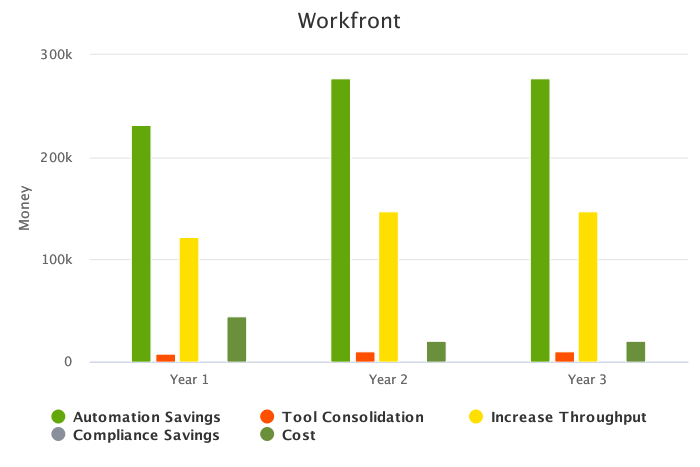 Workfront
300k
200k
100k
0
Money
Year 1 Year 2 Year 3
Automation Savings Tool Consolidation Increase Throughput
Compliance Savings Cost